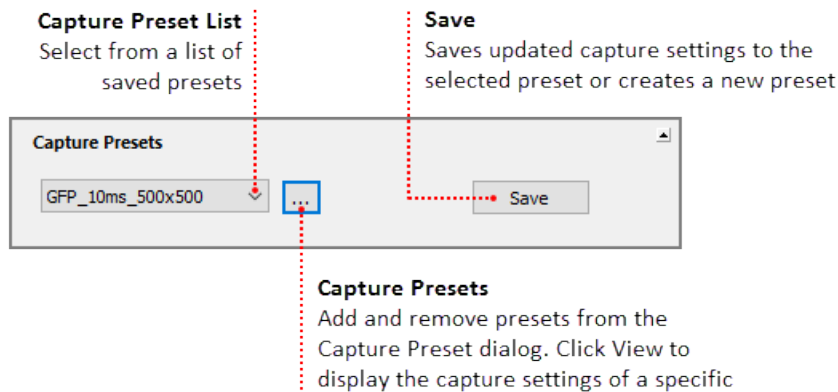 Capture Preset List
Select from a list of
saved presets
Save
Saves updated capture settings to the
selected preset or creates a new preset
Capture Presets
GFP_10ms_500x500
...
Save
Capture Presets
Add and remove presets from the
Capture Preset dialog. Click View to
display the capture settings of a specific